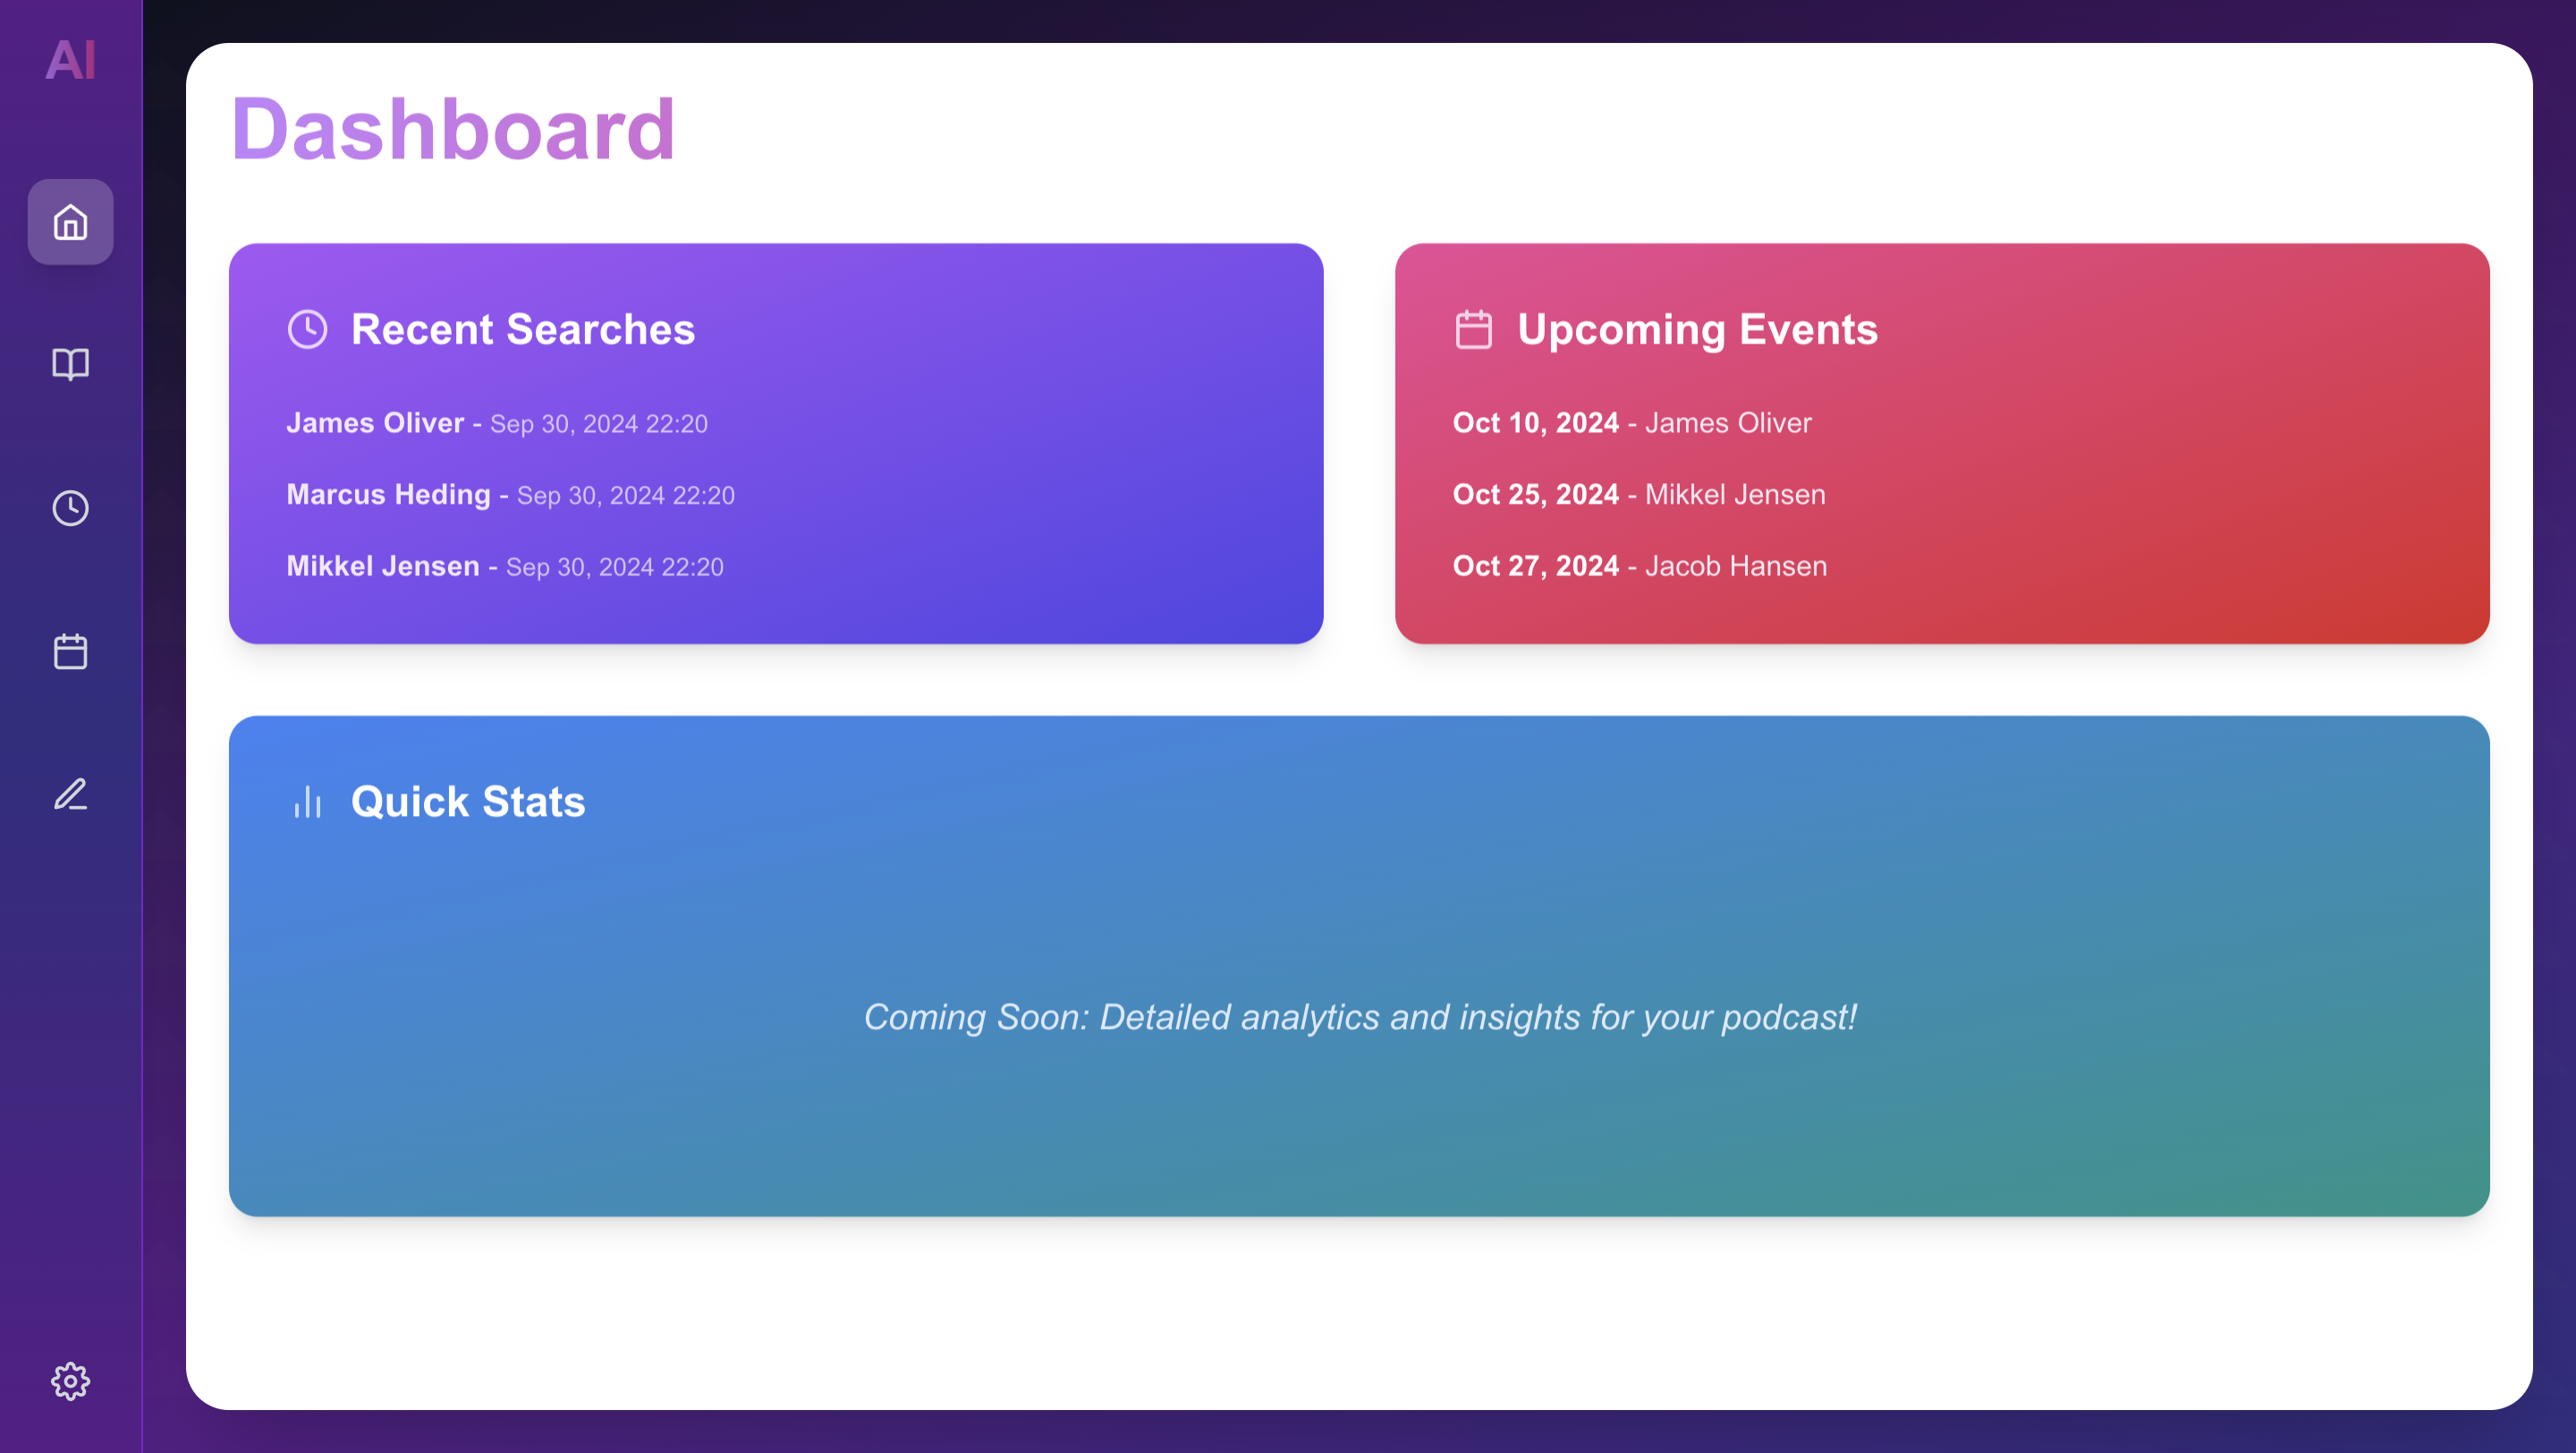 AI
Dashboard
Recent Searches
James Oliver - Sep 30, 2024 22:20
Marcus Heding - Sep 30, 2024 22:20
Mikkel Jensen - Sep 30, 2024 22:20
Upcoming Events
Oct 10, 2024 - James Oliver
Oct 25, 2024 - Mikkel Jensen
Oct 27, 2024 - Jacob Hansen
Quick Stats
Coming Soon: Detailed analytics and insights for your podcast!